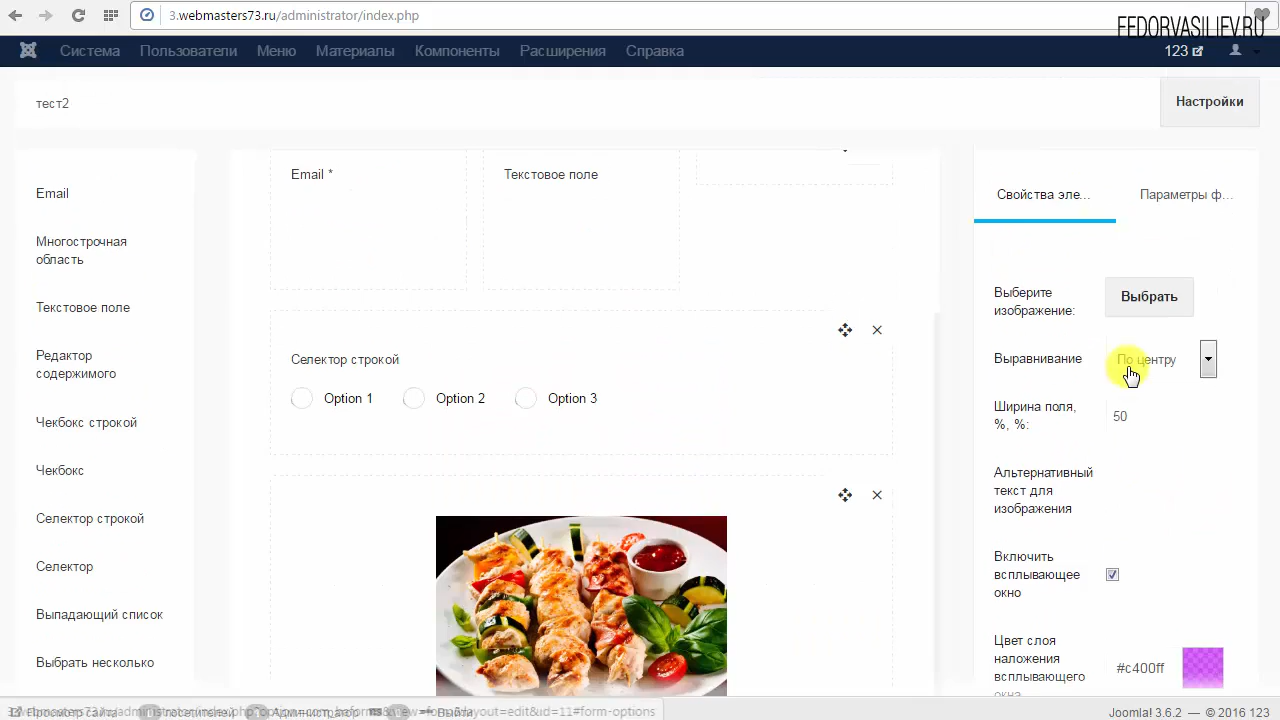 3.webmasters73.ru/administrator/index.php
FEDORVASILIEV.RU
Система Пользователи Меню Материалы Компоненты Расширения Справка 123
тест2
Настройки
Email
Многострочная
область
Текстовое поле
Редактор
содержимого
Чекбокс строкой
Чекбокс
Селектор строкой
Селектор
Выпадающий список
Выбрать несколько
Email *
Текстовое поле
Селектор строкой
Option 1 Option 2 Option 3
Свойства эле... Параметры ф...
Выберите
изображение:
Выбрать
Выравнивание
По центру
Ширина поля,
%, %:
50
Альтернативный
текст для
изображения
Включить
всплывающее
окно
Цвет слоя
наложения
всплывающего
окна
#c400ff
Joomla! 3.6.2 — © 2016 123